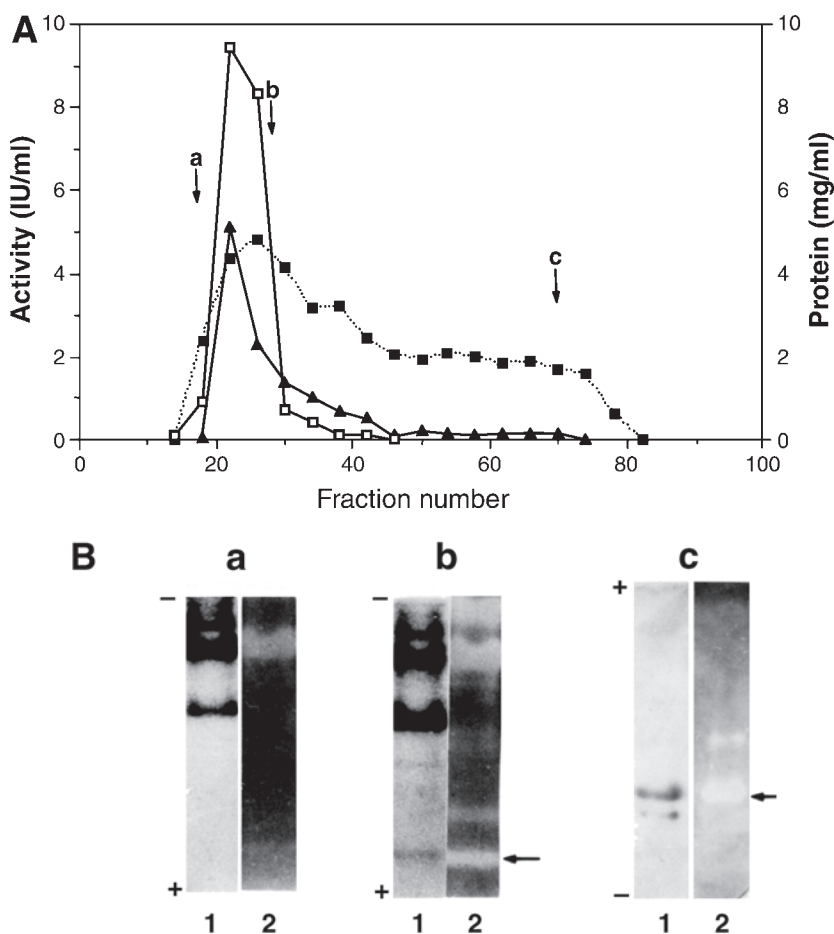 A
Activity (IU/ml)
Protein (mg/ml)
10 10
8 8
6 6
4 4
2 2
0 0
a
b
c
0 20 40 60 80 100
Fraction number
B a b c
− − +
+ + −
1 2 1 2 1 2